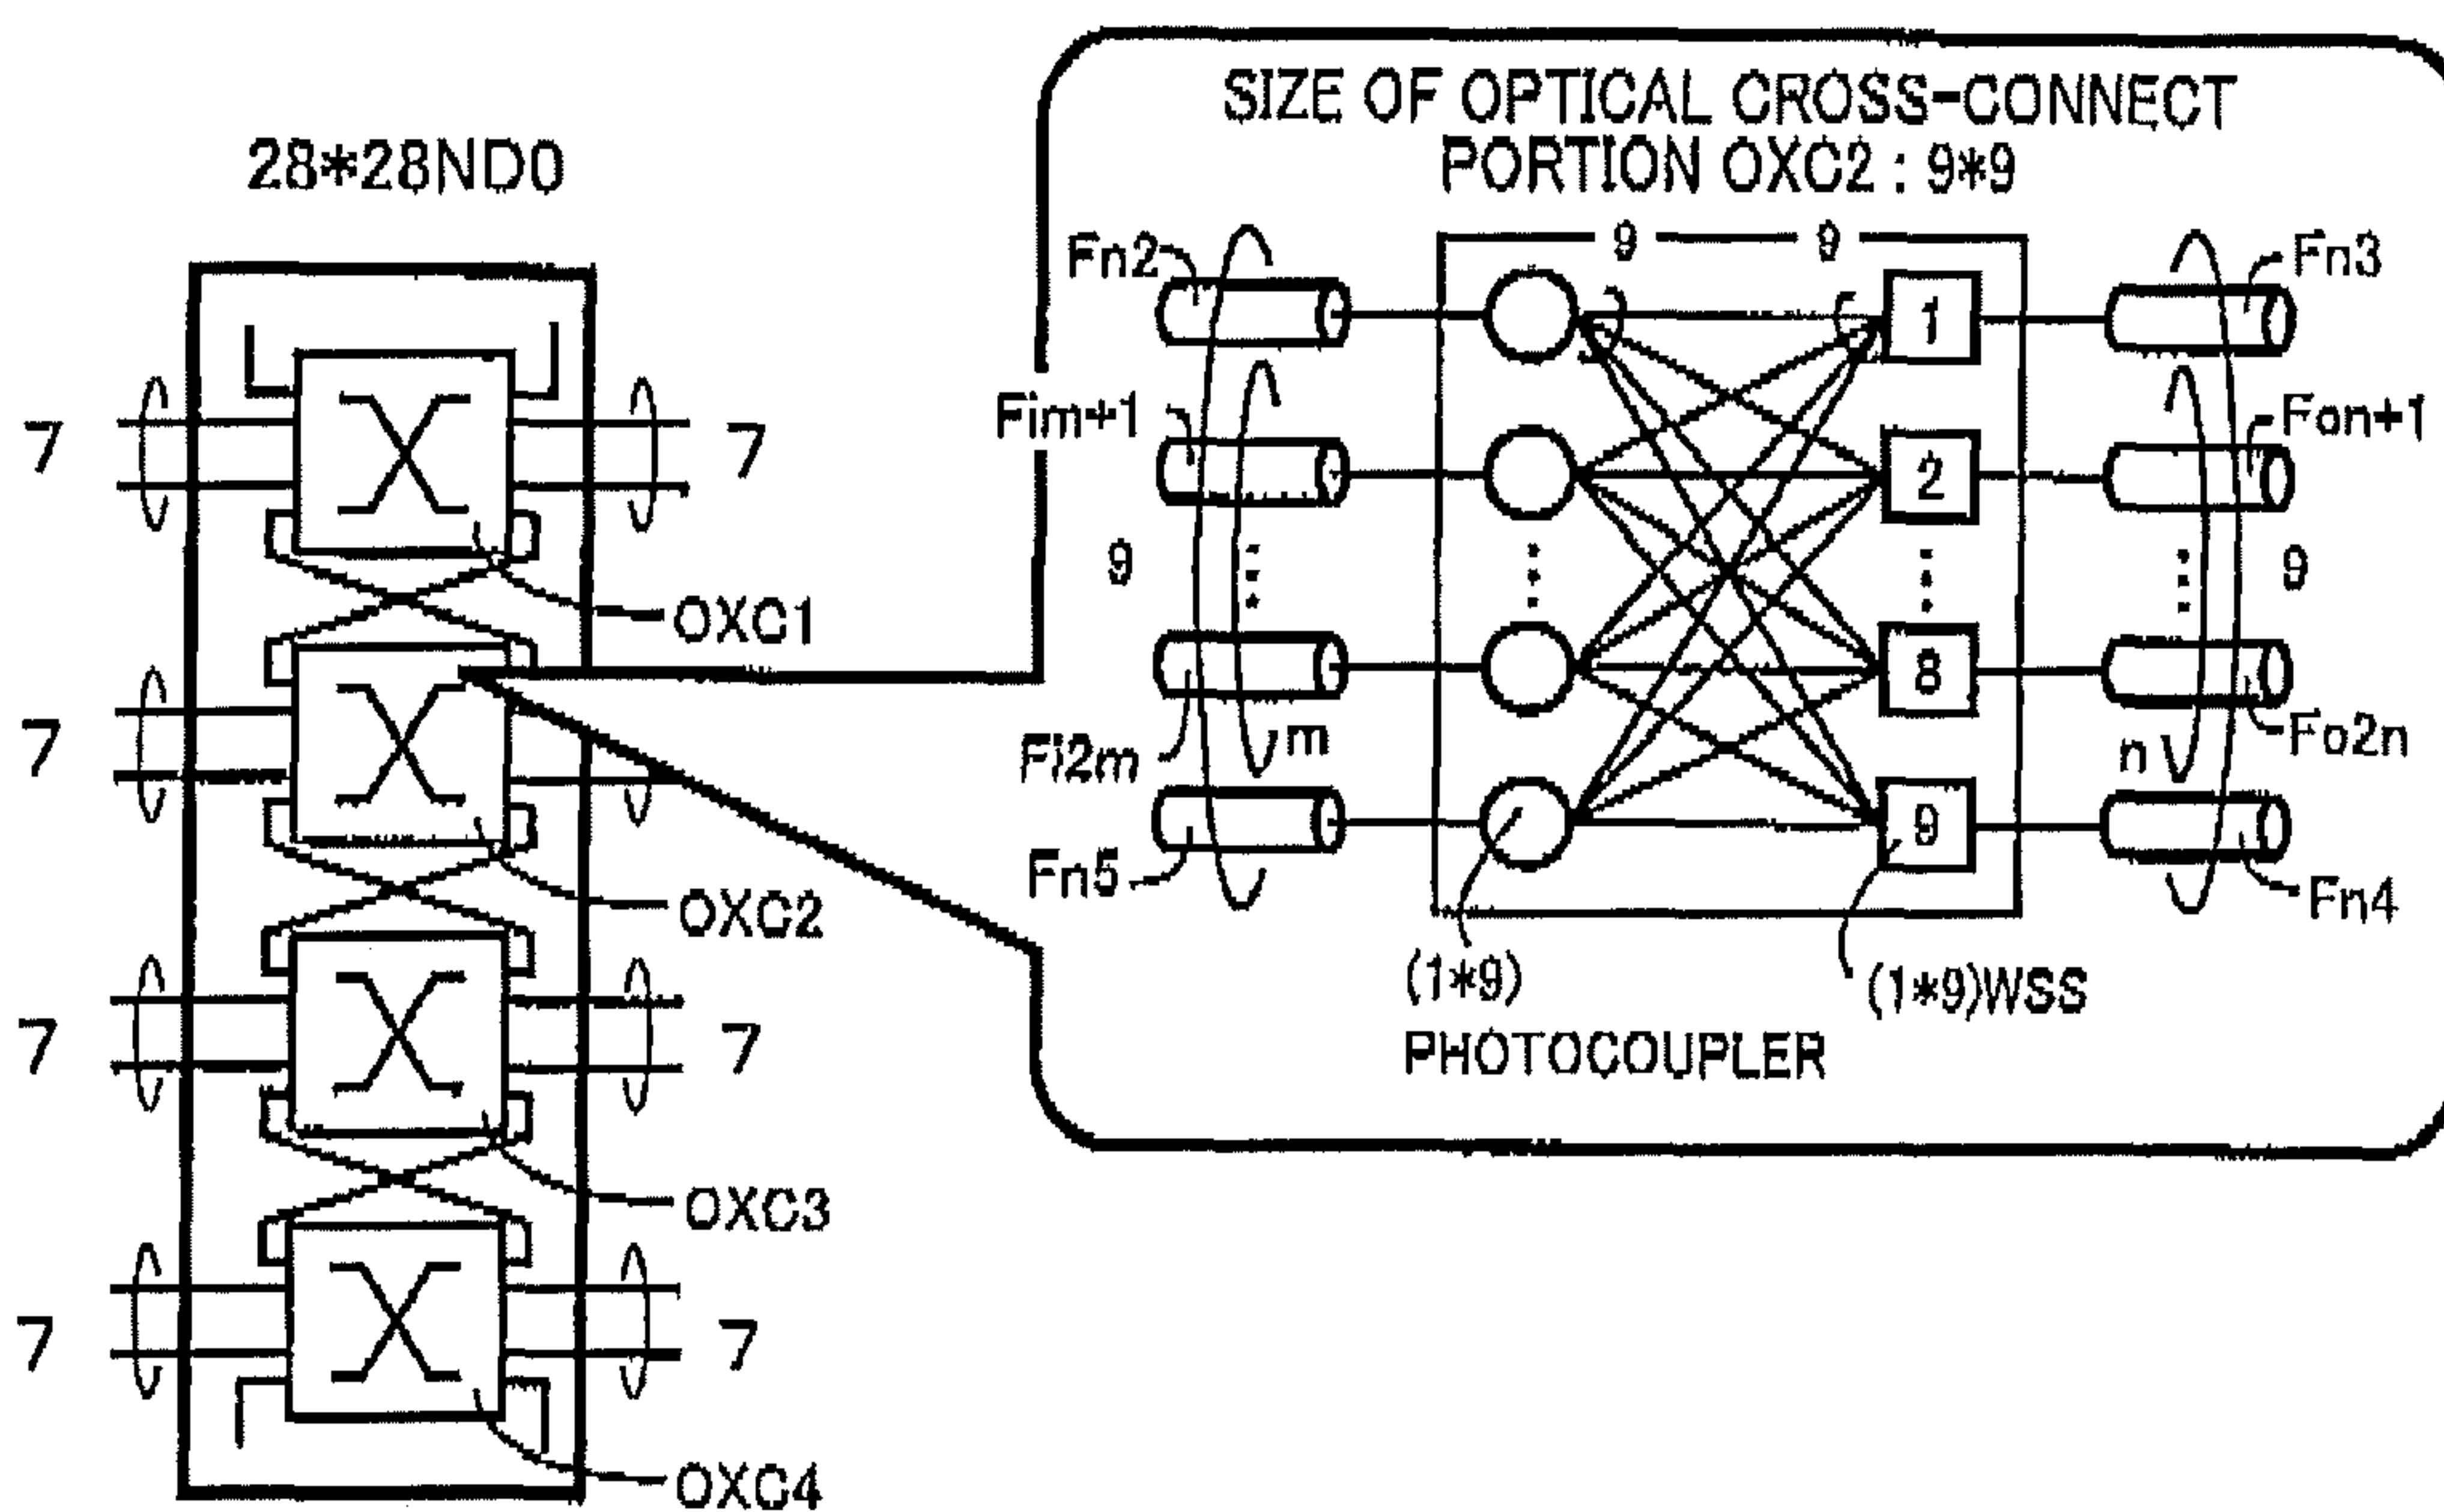 28*28ND0
7
7
OXC1
7
OXC2
7
7
OXC3
7
7
OXC4
SIZE OF OPTICAL CROSS-CONNECT
PORTION OXC2 : 9*9
9 9
Fn2
1
Fn3
Fim+1
2
Fon+1
9
9
Fi2m
m
8
n
Fo2n
Fn5
9
Fn4
(1*9)
PHOTOCOUPLER
(1*9)WSS